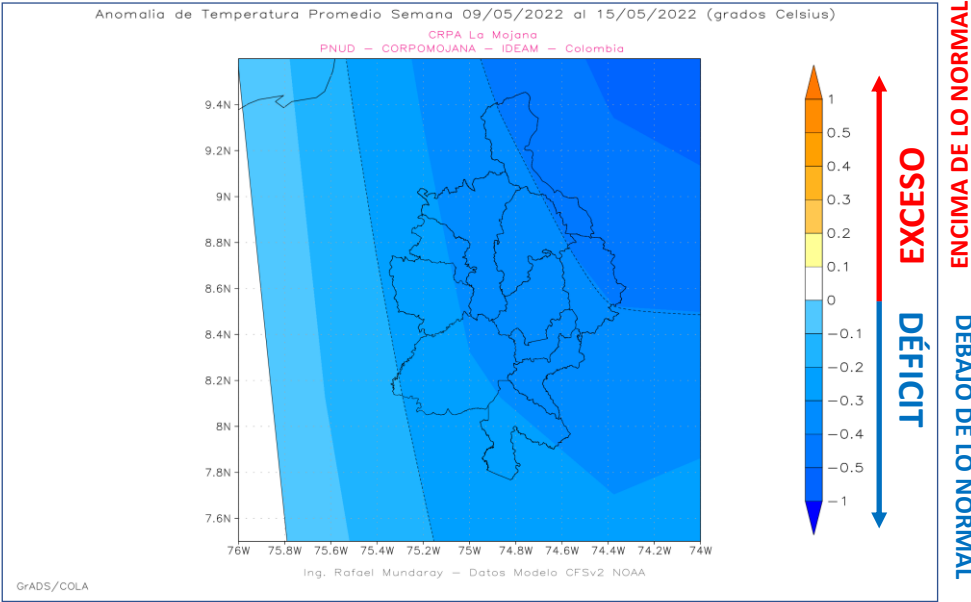 Anomalia de Temperatura Promedio Semana 09/05/2022 al 15/05/2022 (grados Celsius)
CRPA La Mojana
PNUD – CORPOMOJANA – IDEAM – Colombia
9.4N
9.2N
9N
8.8N
8.6N
8.4N
8.2N
8N
7.8N
7.6N
76W 75.8W 75.6W 75.4W 75.2W 75W 74.8W 74.6W 74.4W 74.2W 74W
1
0.5
0.4
0.3
0.2
0.1
0
−0.1
−0.2
−0.3
−0.4
−0.5
−1
EXCESO
DÉFICIT
ENCIMA DE LO NORMAL
DEBAJO DE LO NORMAL
Ing. Rafael Mundaray – Datos Modelo CFSv2 NOAA
GrADS/COLA